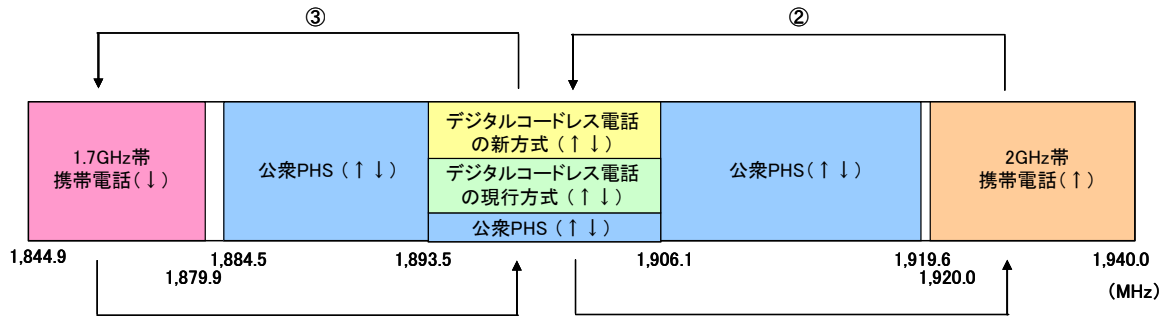 ③
②
1.7GHz帯
携帯電話(↓)
公衆PHS (↑↓)
デジタルコードレス電話
の新方式 (↑↓)
デジタルコードレス電話
の現行方式 (↑↓)
公衆PHS (↑↓)
公衆PHS(↑↓)
2GHz帯
携帯電話(↑)
1,844.9
1,879.9
1,884.5
1,893.5
1,906.1
1,919.6
1,920.0
1,940.0
(MHz)